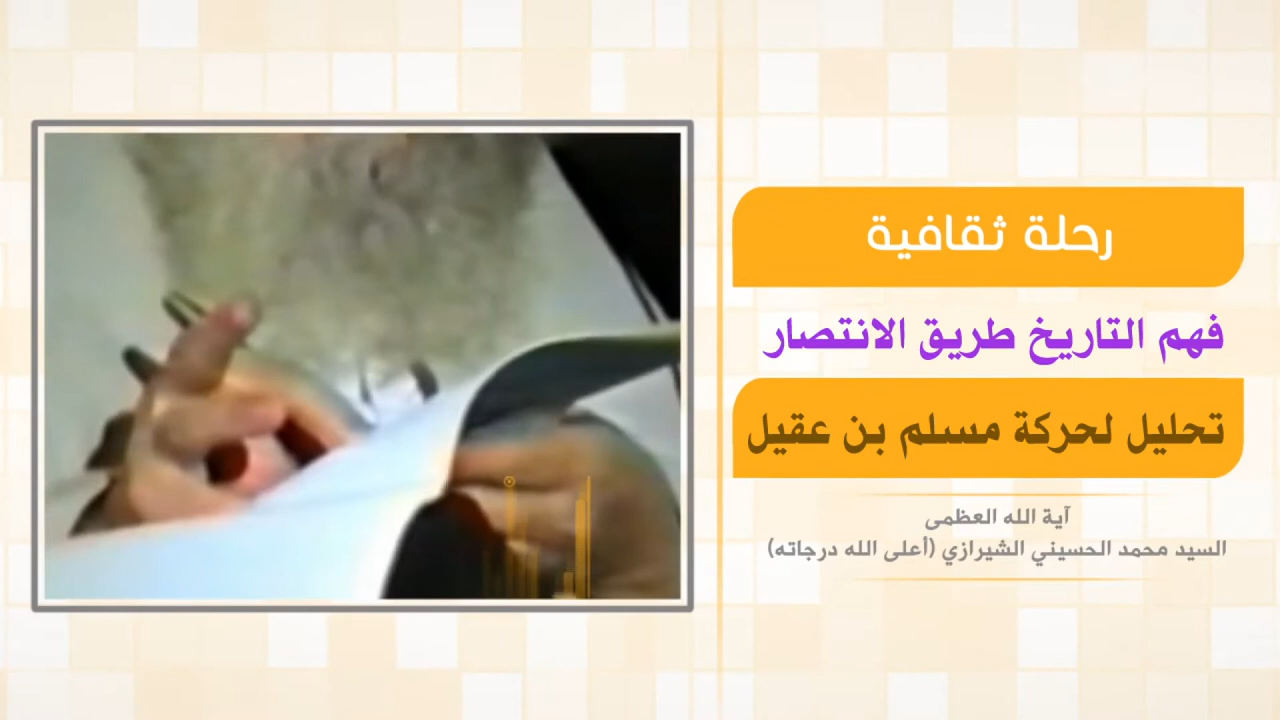 رحلة ثقافية
فهم التاريخ طريق الانتصار
تحليل لحركة مسلم بن عقيل
آية الله العظمى
السيد محمد الحسيني الشيرازي (أعلى الله درجاته)